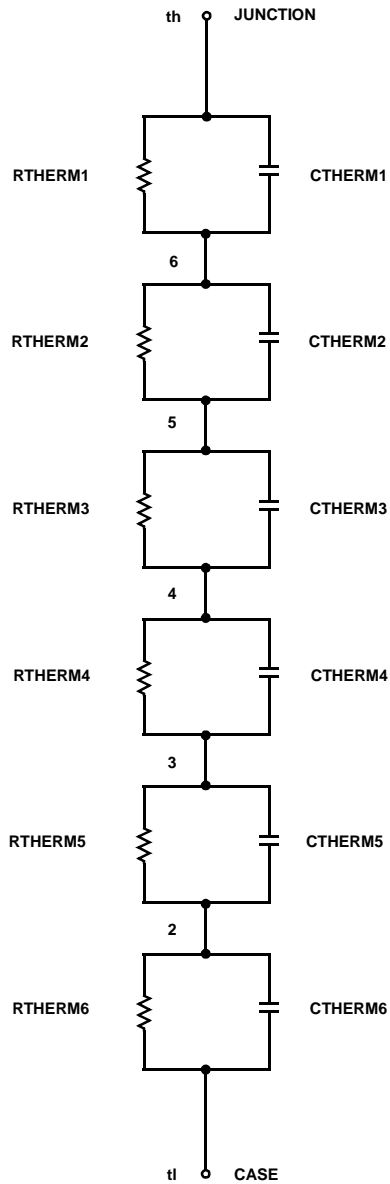 th JUNCTION
RTHERM1 CTHERM1
6
RTHERM2 CTHERM2
5
RTHERM3 CTHERM3
4
RTHERM4 CTHERM4
3
RTHERM5 CTHERM5
2
RTHERM6 CTHERM6
tl CASE